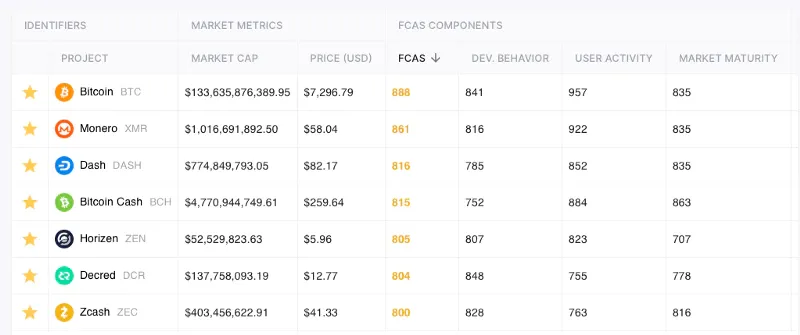 IDENTIFIERS MARKET METRICS FCAS COMPONENTS
PROJECT MARKET CAP PRICE (USD) FCAS ↓ DEV. BEHAVIOR USER ACTIVITY MARKET MATURITY
Bitcoin BTC $133,635,876,389.95 $7,296.79 888 841 957 835
Monero XMR $1,016,691,892.50 $58.04 861 816 922 835
Dash DASH $774,849,793.05 $82.17 816 785 852 835
Bitcoin Cash BCH $4,770,944,749.61 $259.64 815 752 884 863
Horizen ZEN $52,529,823.63 $5.96 805 807 823 707
Decred DCR $137,758,093.19 $12.77 804 848 755 778
Zcash ZEC $403,456,622.91 $41.33 800 828 763 816